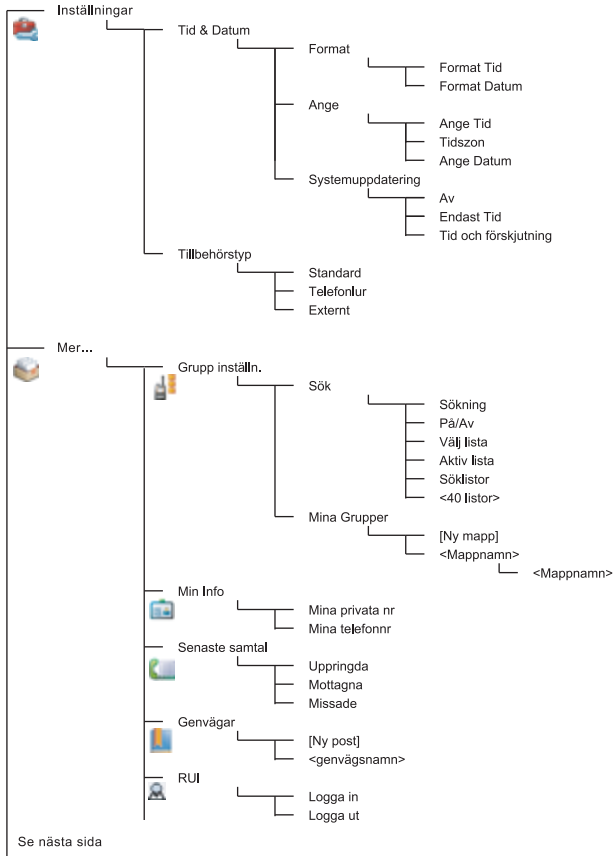 Inställningar
Tid & Datum
Format
Format Tid
Format Datum
Ange
Ange Tid
Tidszon
Ange Datum
Systemuppdatering
Av
Endast Tid
Tid och förskjutning
Tillbehörstyp
Standard
Telefonlur
Externt
Mer...
Grupp inställn.
Sök
Sökning
På/Av
Välj lista
Aktiv lista
Söklistor
<40 listor>
Mina Grupper
[Ny mapp]
<Mappnamn>
<Mappnamn>
Min Info
Mina privata nr
Mina telefonnr
Senaste samtal
Uppringda
Mottagna
Missade
Genvägar
[Ny post]
<genvägsnamn>
RUI
Logga in
Logga ut
Se nästa sida